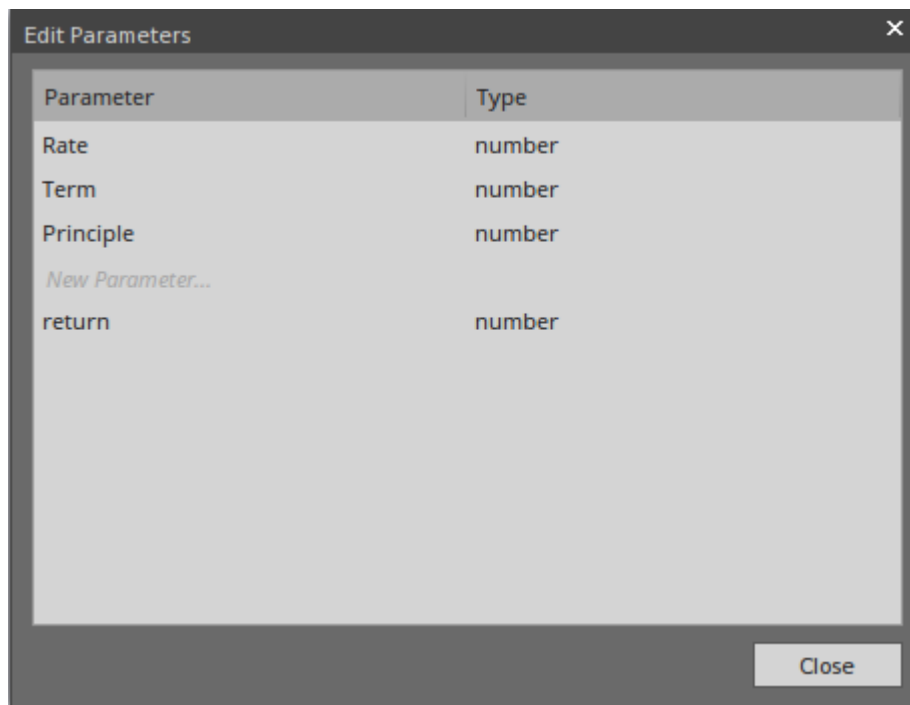 Edit Parameters
Parameter Type
Rate number
Term number
Principle number
New Parameter...
return number
Close